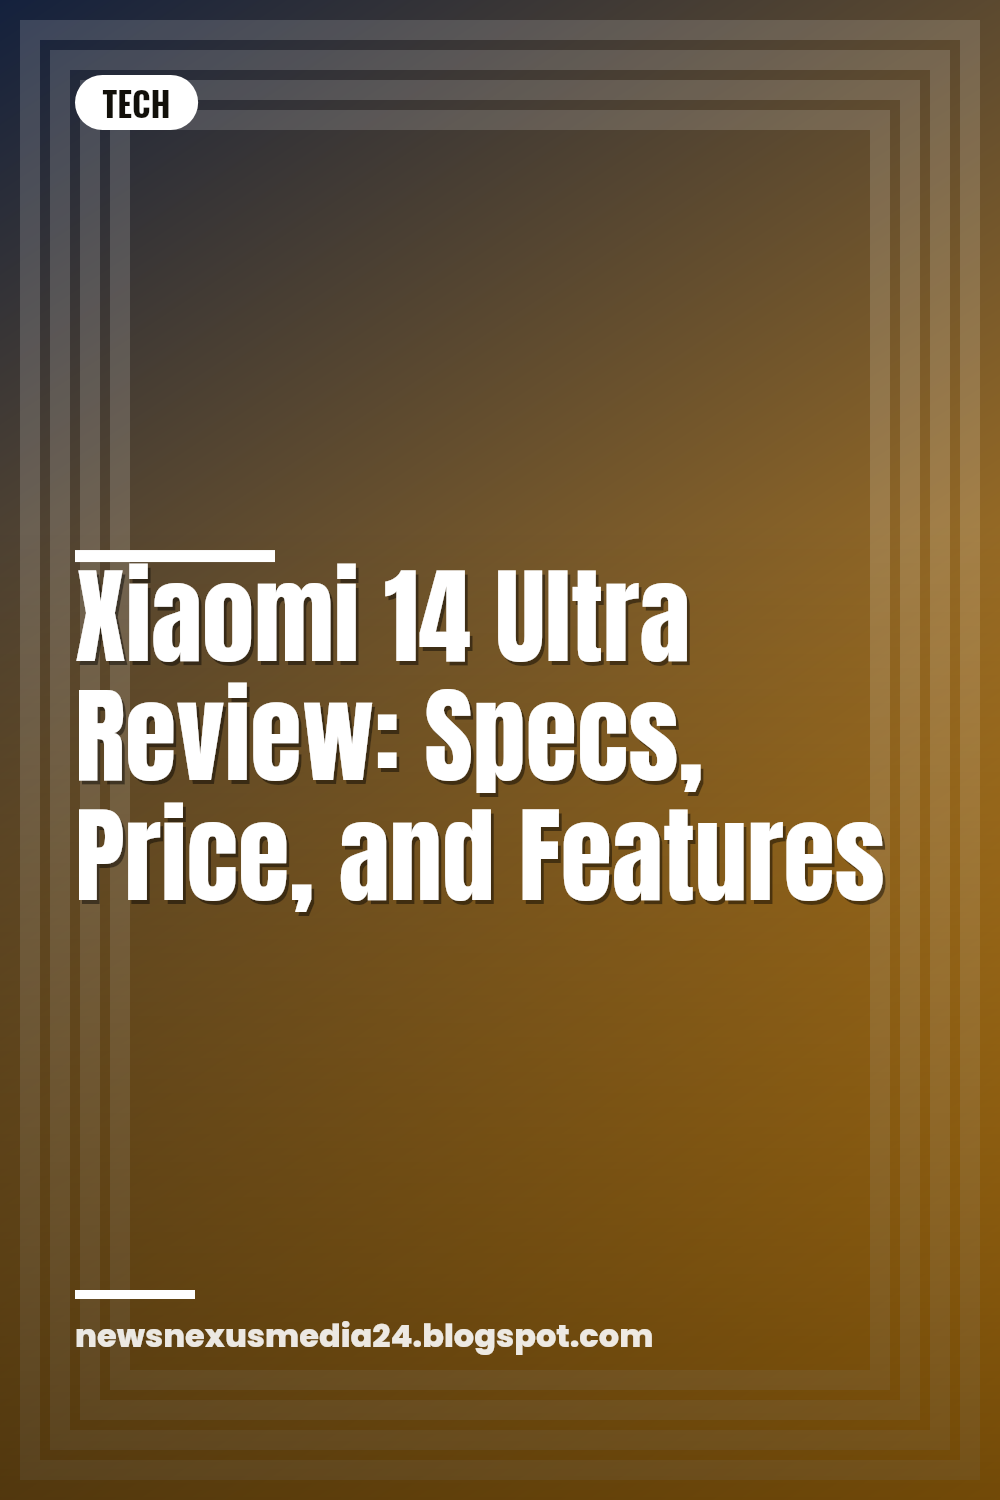 TECH
Xiaomi 14 Ultra
Review: Specs,
Price, and Features
newsnexusmedia24.blogspot.com